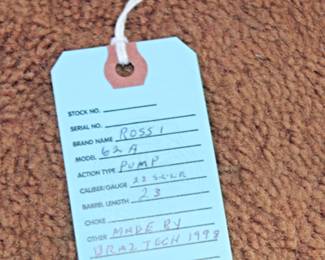 STOCK NO.
SERIAL NO.
BRAND NAME ROSSI
MODEL 62 A
ACTION TYPE PUMP
CALIBER/GAUGE 22 S-L-LR
BARREL LENGTH 23
CHOKE
OTHER MADE BY
BRAZTECH 1998